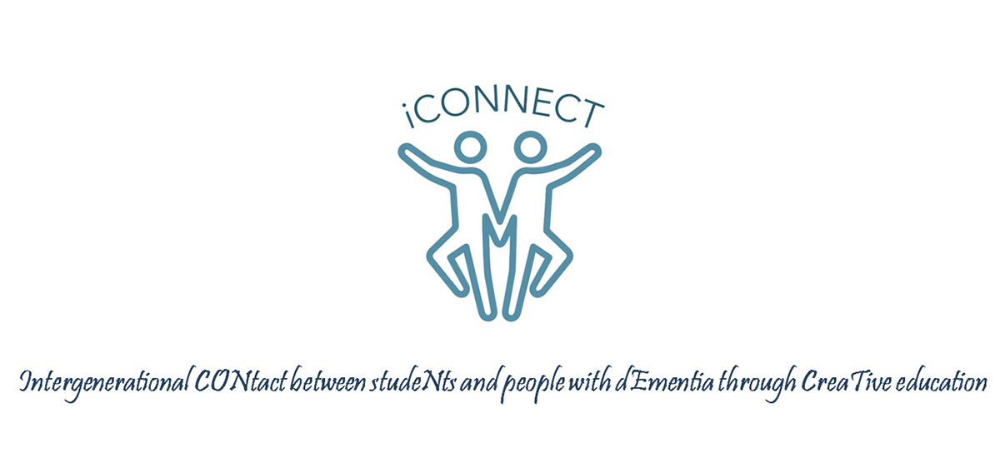 iCONNECT
Intergenerational CONtact between studeNts and people with dEmentia through CreaTive education